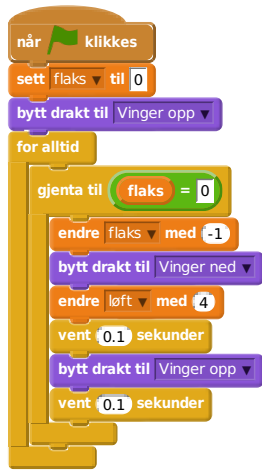 når klikkes
sett flaks til 0
bytt drakt til Vinger opp
for alltid
gjenta til flaks = 0
endre flaks med -1
bytt drakt til Vinger ned
endre løft med 4
vent 0.1 sekunder
bytt drakt til Vinger opp
vent 0.1 sekunder